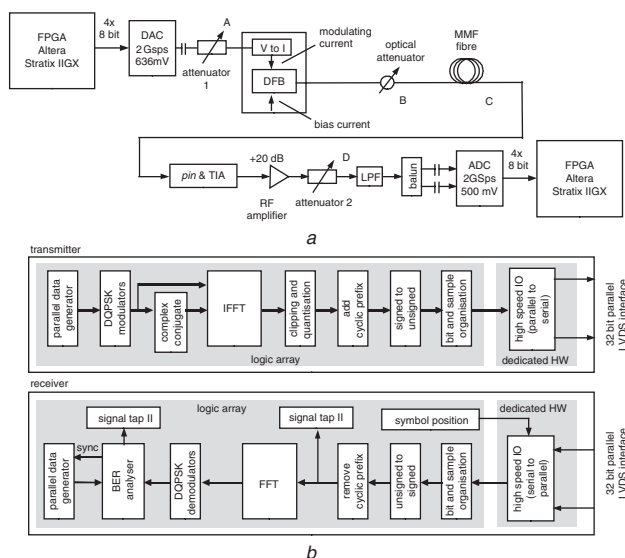 FPGA
Altera
Stratix IIGX
4x
8 bit
DAC
2Gsps
636mV
A
attenuator
1
V to I
DFB
modulating
current
bias current
optical
attenuator
B
MMF
fibre
C
pin & TIA
+20 dB
RF
amplifier
D
attenuator 2
LPF
balun
ADC
2GSps
500 mV
4x
8 bit
FPGA
Altera
Stratix IIGX
a
transmitter
parallel data
generator
DQPSK
modulators
complex
conjugate
IFFT
clipping and
quantisation
add
cyclic prefix
signed to
unsigned
bit and sample
organisation
high speed IO
(parallel to
serial)
logic array
dedicated HW
32 bit parallel
LVDS interface
receiver
signal tap II
logic array
signal tap II
symbol position
dedicated HW
sync
parallel data
generator
BER
analyser
DQPSK
demodulators
FFT
remove
cyclic prefix
unsigned to
signed
bit and sample
organisation
high speed IO
(serial to
parallel)
32 bit parallel
LVDS interface
b